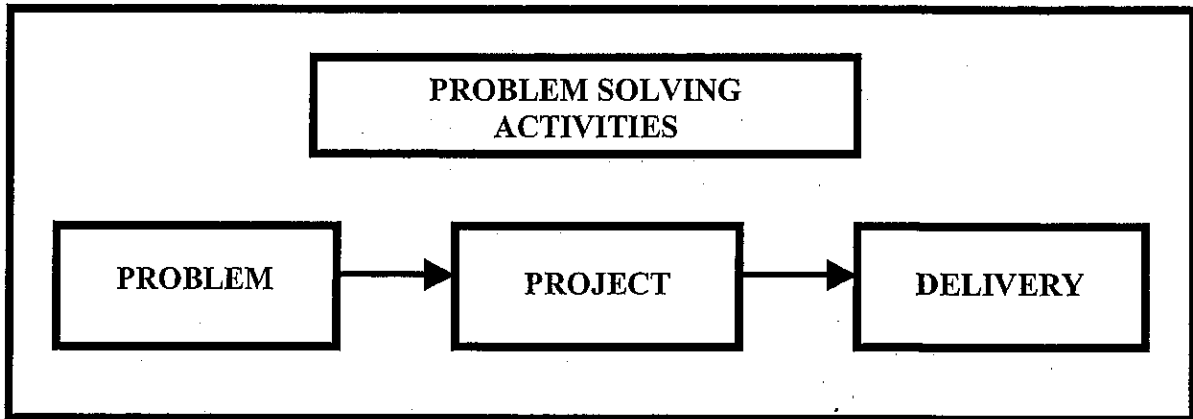 PROBLEM SOLVING
ACTIVITIES
PROBLEM
PROJECT
DELIVERY